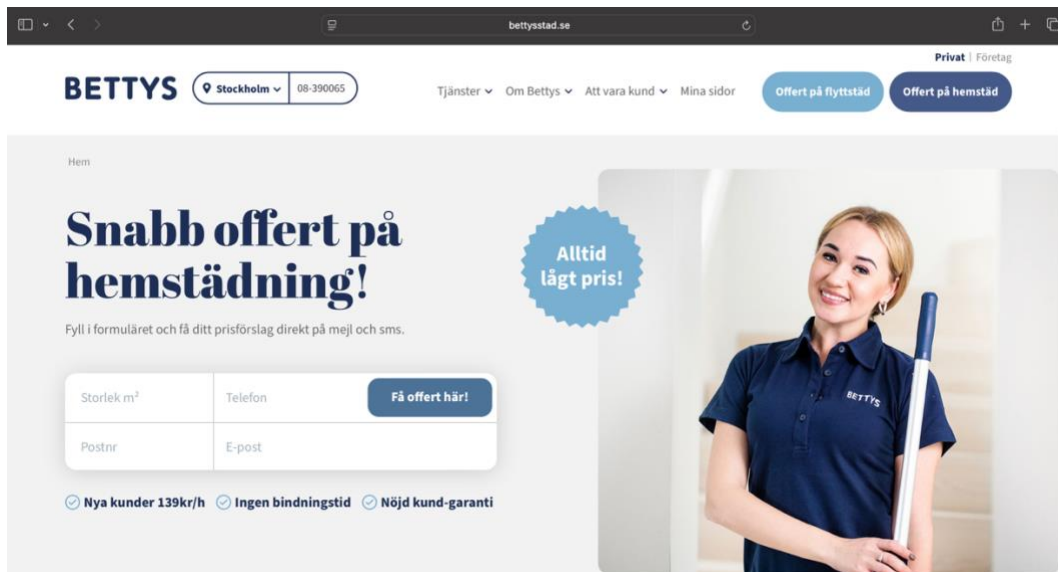 bettysstad.se
Privat | Företag
BETTYS
Stockholm
08-390065
Tjänster
Om Bettys
Att vara kund
Mina sidor
Offert på flyttstäd
Offert på hemstäd
Hem
Snabb offert på
hemstädning!
Fyll i formuläret och få ditt prisförslag direkt på mejl och sms.
Alltid
lågt pris!
Storlek m²
Telefon
Få offert här!
Postnr
E-post
Nya kunder 139kr/h
Ingen bindningstid
Nöjd kund-garanti
BETTYS